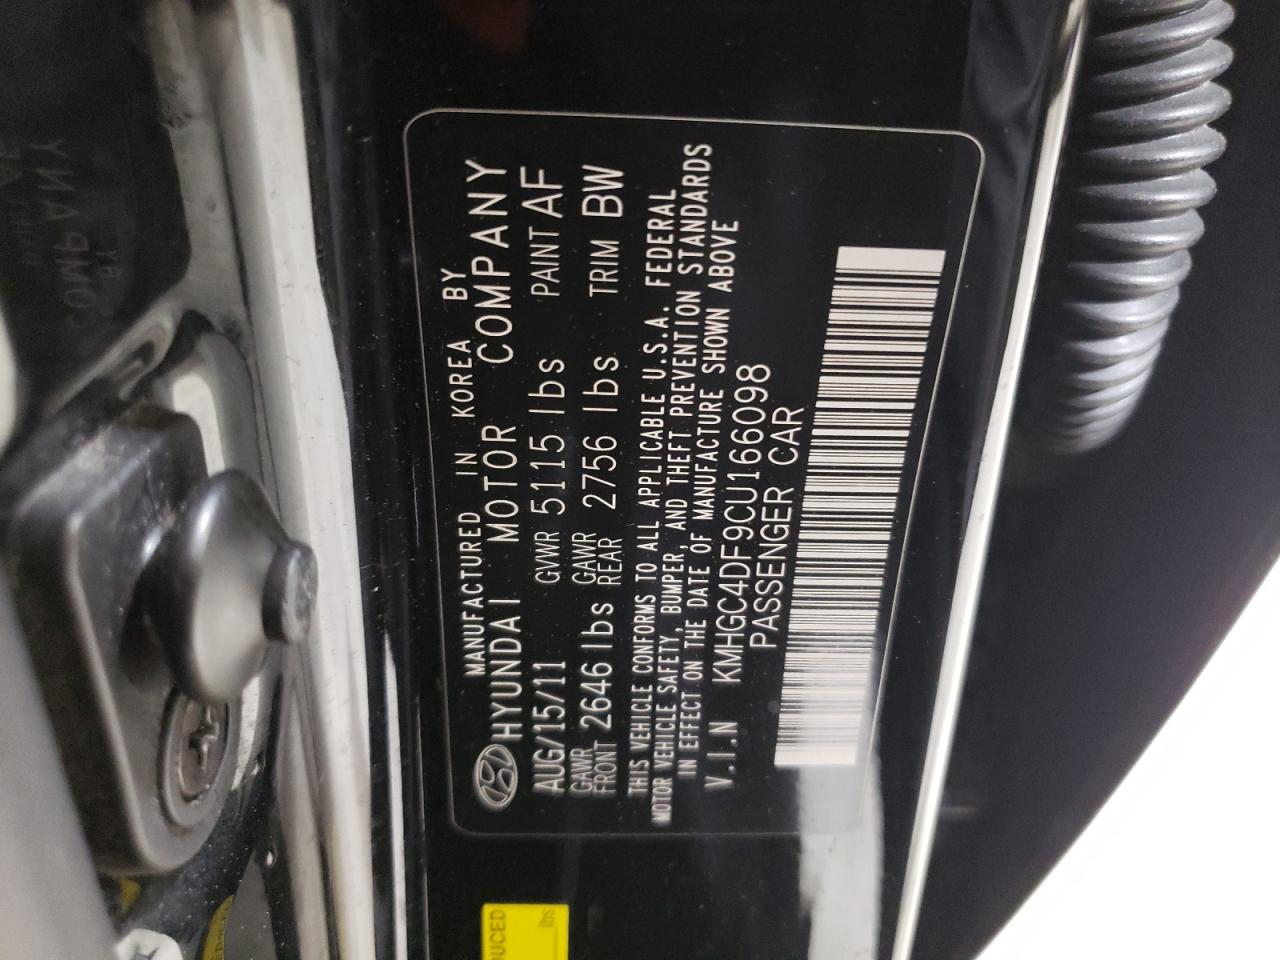 MANUFACTURED IN KOREA BY
HYUNDAI MOTOR COMPANY
AUG/15/11 GVWR 5115 lbs PAINT AF
GAWR FRONT 2646 lbs GAWR REAR 2756 lbs TRIM BW
THIS VEHICLE CONFORMS TO ALL APPLICABLE U.S.A. FEDERAL
MOTOR VEHICLE SAFETY, BUMPER, AND THEFT PREVENTION STANDARDS
IN EFFECT ON THE DATE OF MANUFACTURE SHOWN ABOVE
V.I.N KMHGC4DF9CU166098
PASSENGER CAR
lbs